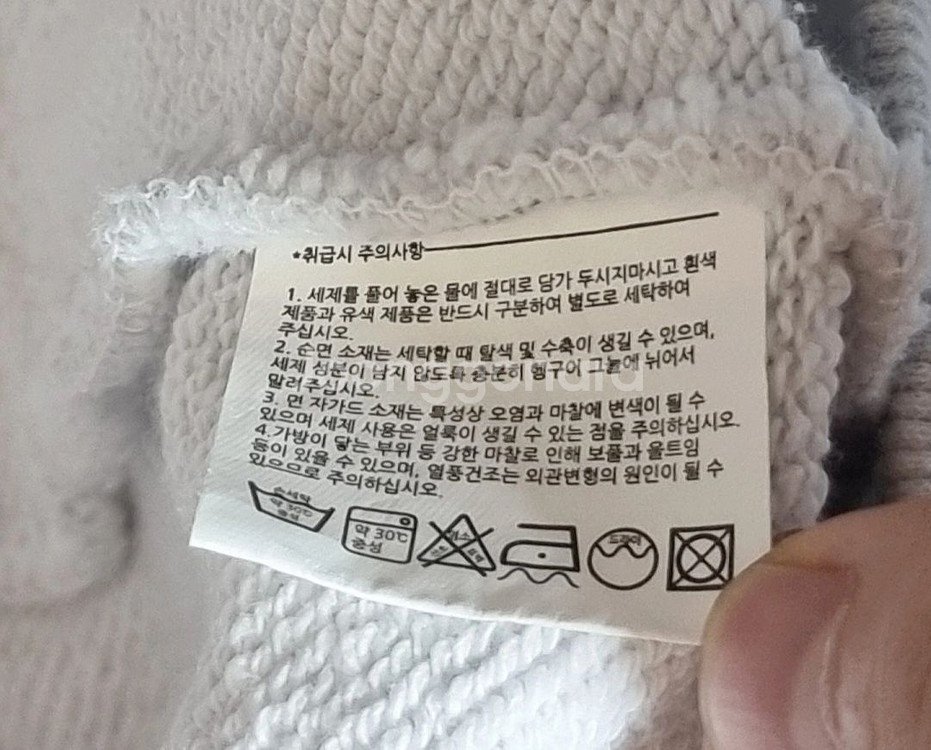 *취급시 주의사항
1. 세제를 풀어 놓은 물에 절대로 담가 두시지마시고 흰색
제품과 유색 제품은 반드시 구분하여 별도로 세탁하여
주십시오.
2. 순면 소재는 세탁할 때 탈색 및 수축이 생길 수 있으며,
세제 성분이 남지 않도록 충분히 헹구어 그늘에 뉘어서
말려주십시오.
3. 면 자가드 소재는 특성상 오염과 마찰에 변색이 될 수
있으며 세제 사용은 얼룩이 생길 수 있는 점을 주의하십시오.
4.가방이 닿는 부위 등 강한 마찰로 인해 보풀과 올트임
등이 있을 수 있으며, 열풍건조는 외관변형의 원인이 될 수
있으므로 주의하십시오.
손세탁
약 30℃
중성
약 30℃
중성
드라이